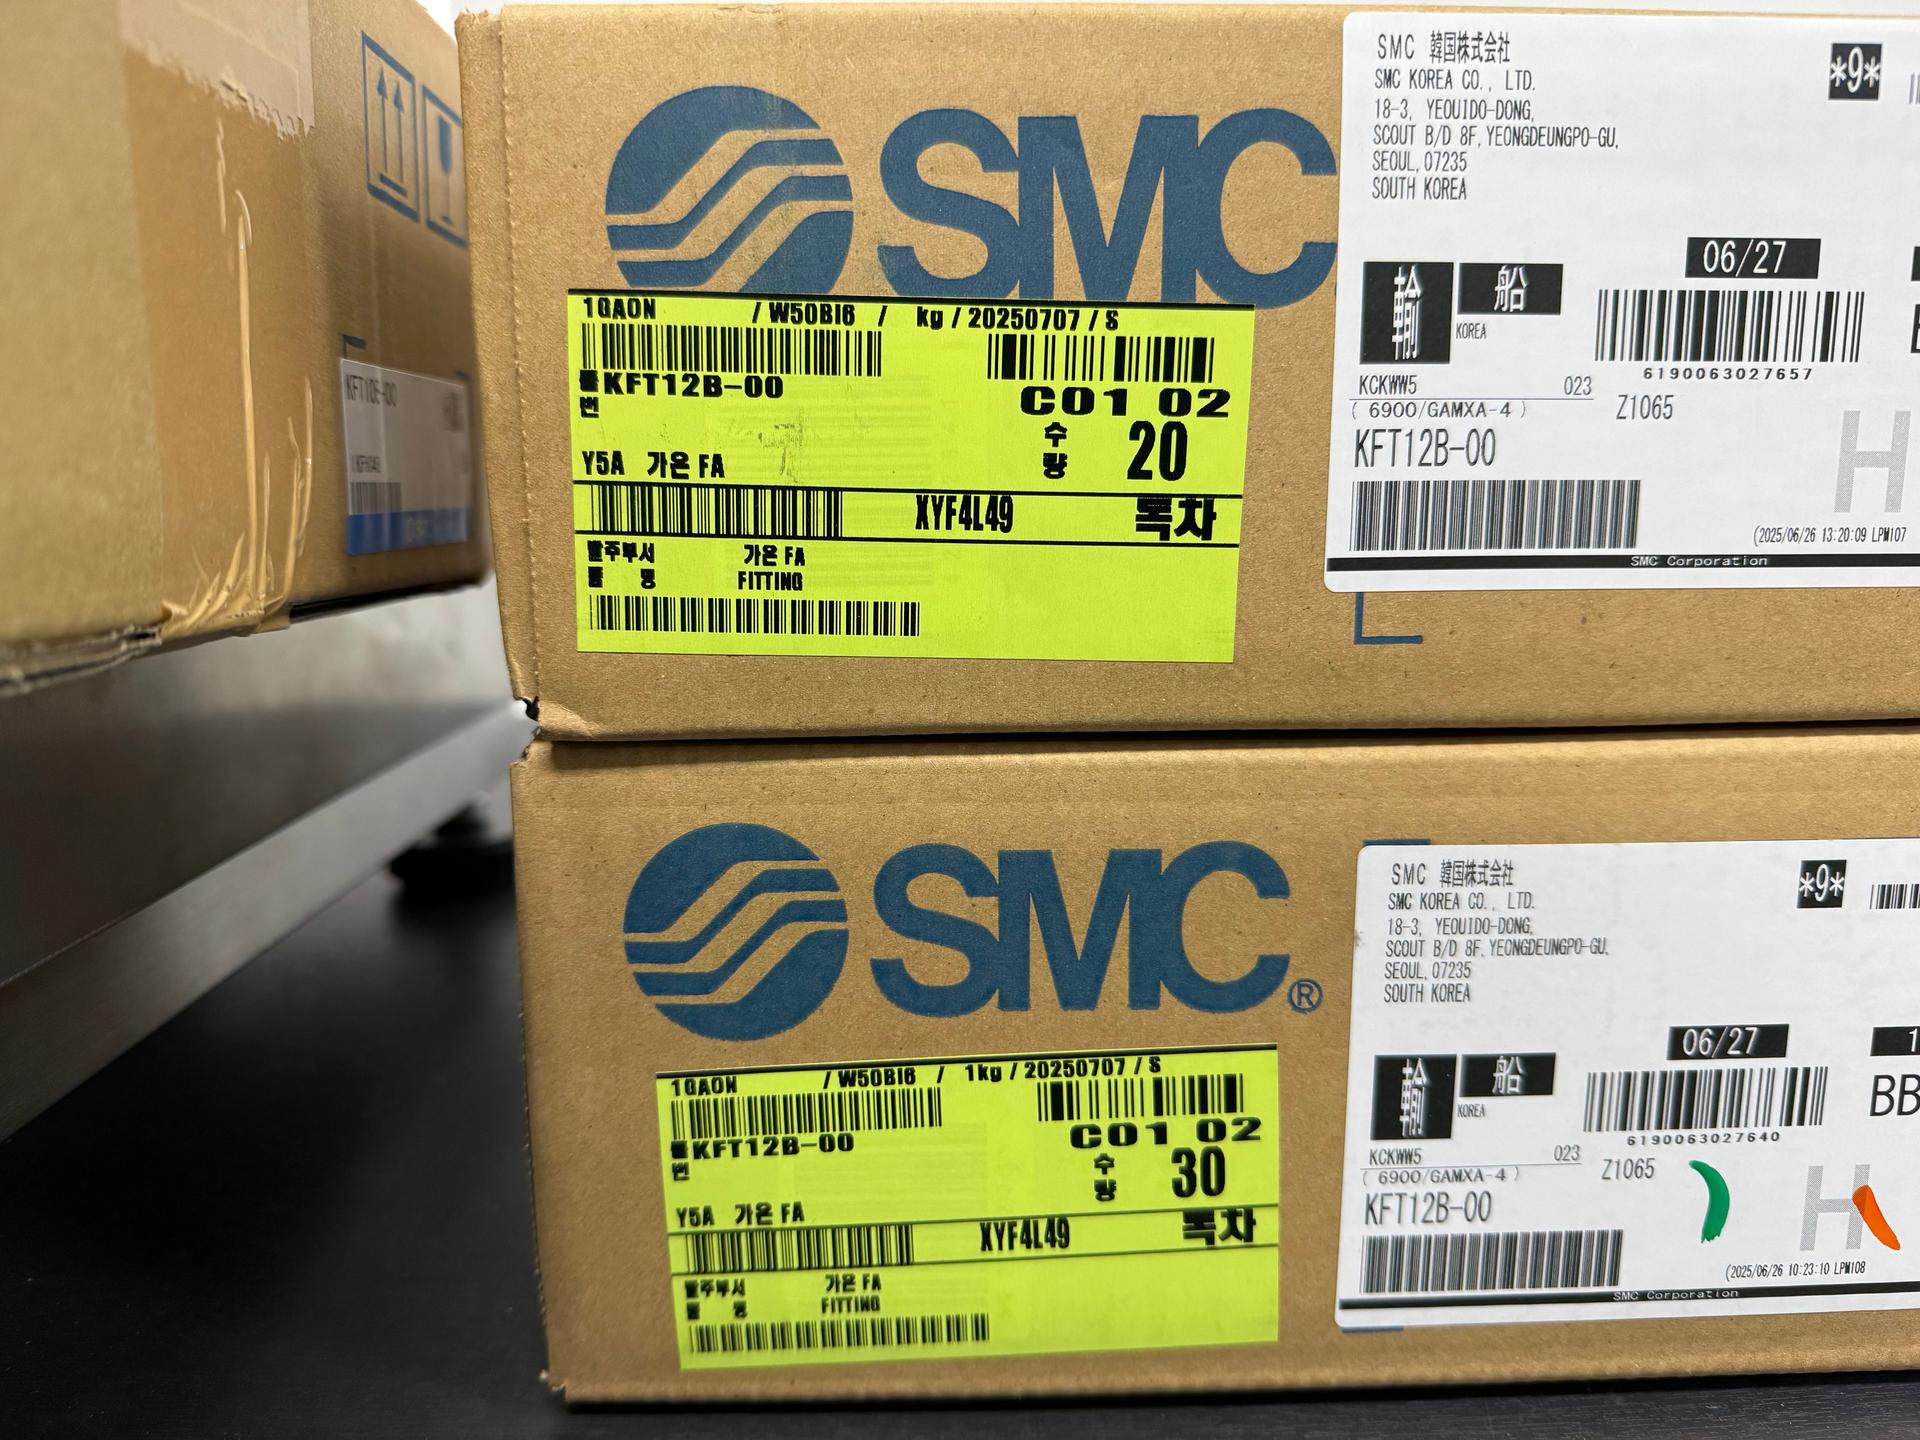 SMC
1GAON / W50BI6 / kg / 20250707 / S
품번 KFT12B-00
C01 02
수량 20
Y5A 가온 FA
XYF4L49 독차
발주부서 가온 FA
품 명 FITTING
SMC 韓国株式会社
*9*
SMC KOREA CO., LTD.
18-3, YEOUIDO-DONG,
SCOUT B/D 8F, YEONGDEUNGPO-GU,
SEOUL, 07235
SOUTH KOREA
06/27
輸 船
KOREA
6190063027657
KCKWW5 023
( 6900/GAMXA-4 ) Z1065
KFT12B-00
H
(2025/06/26 13:20:09 LPM107
SMC Corporation
SMC®
1GAON / W50BI6 / 1kg / 20250707 / S
품번 KFT12B-00
C01 02
수량 30
Y5A 가온 FA
XYF4L49 독차
발주부서 가온 FA
품 명 FITTING
SMC 韓国株式会社
*9*
SMC KOREA CO., LTD.
18-3, YEOUIDO-DONG,
SCOUT B/D 8F, YEONGDEUNGPO-GU,
SEOUL, 07235
SOUTH KOREA
06/27
輸 船
KOREA
BB
6190063027640
KCKWW5 023
( 6900/GAMXA-4 ) Z1065
KFT12B-00
H
(2025/06/26 10:23:10 LPM108
SMC Corporation